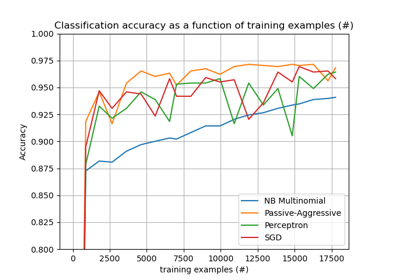 Classification accuracy as a function of training examples (#)
1.000
0.975
0.950
0.925
0.900
0.875
0.850
0.825
0.800
Accuracy
NB Multinomial
Passive-Aggressive
Perceptron
SGD
0 2500 5000 7500 10000 12500 15000 17500
training examples (#)